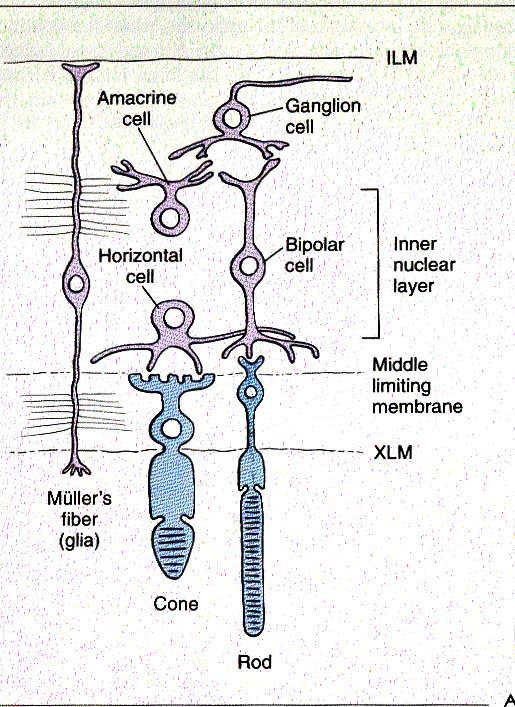 ILM
Amacrine
cell
Ganglion
cell
Horizontal
cell
Bipolar
cell
Inner
nuclear
layer
Middle
limiting
membrane
XLM
Müller's
fiber
(glia)
Cone
Rod
A